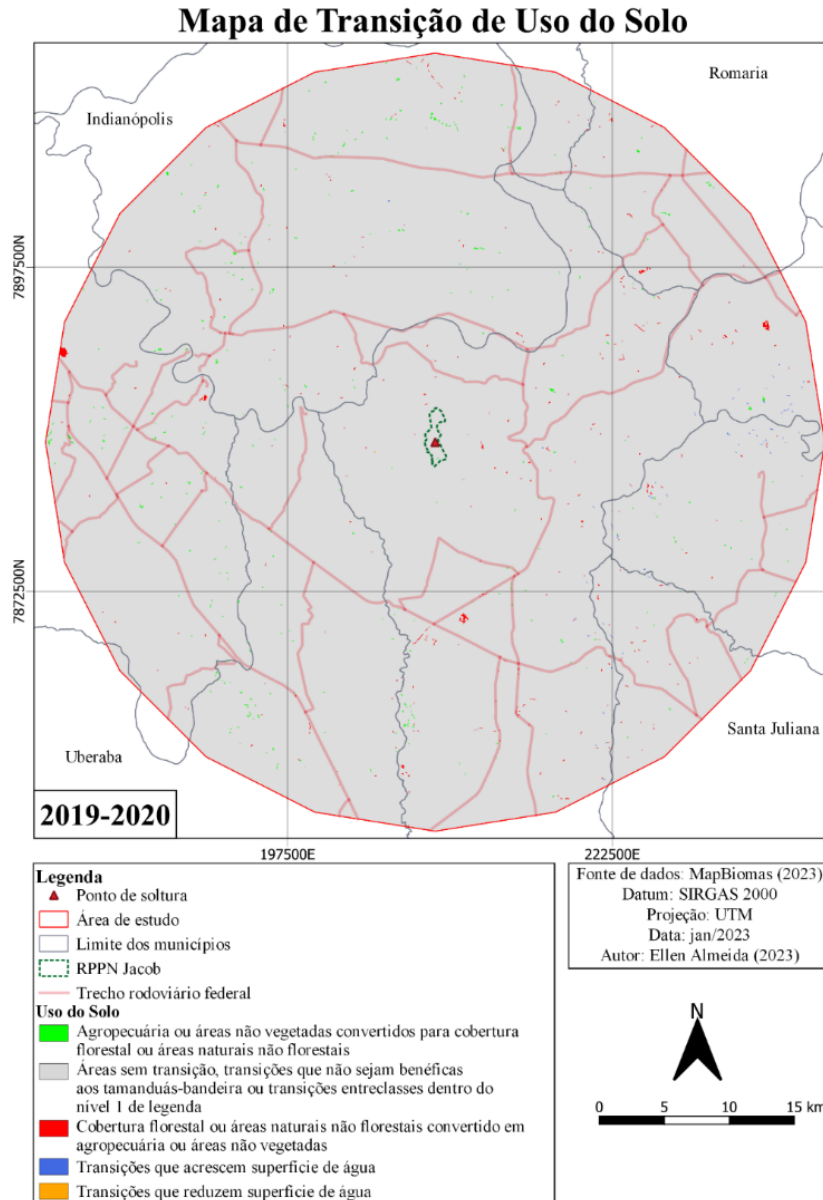 Mapa de Transição de Uso do Solo
Romaria
Indianópolis
7897500N
7872500N
Santa Juliana
Uberaba
2019-2020
197500E
222500E
Legenda
Ponto de soltura
Área de estudo
Limite dos municípios
RPPN Jacob
Trecho rodoviário federal
Uso do Solo
Agropecuária ou áreas não vegetadas convertidos para cobertura
florestal ou áreas naturais não florestais
Áreas sem transição, transições que não sejam benéficas
aos tamanduás-bandeira ou transições entreclasses dentro do
nível 1 de legenda
Cobertura florestal ou áreas naturais não florestais convertido em
agropecuária ou áreas não vegetadas
Transições que acrescem superfície de água
Transições que reduzem superfície de água
Fonte de dados: MapBiomas (2023)
Datum: SIRGAS 2000
Projeção: UTM
Data: jan/2023
Autor: Ellen Almeida (2023)
N
0 5 10 15 km